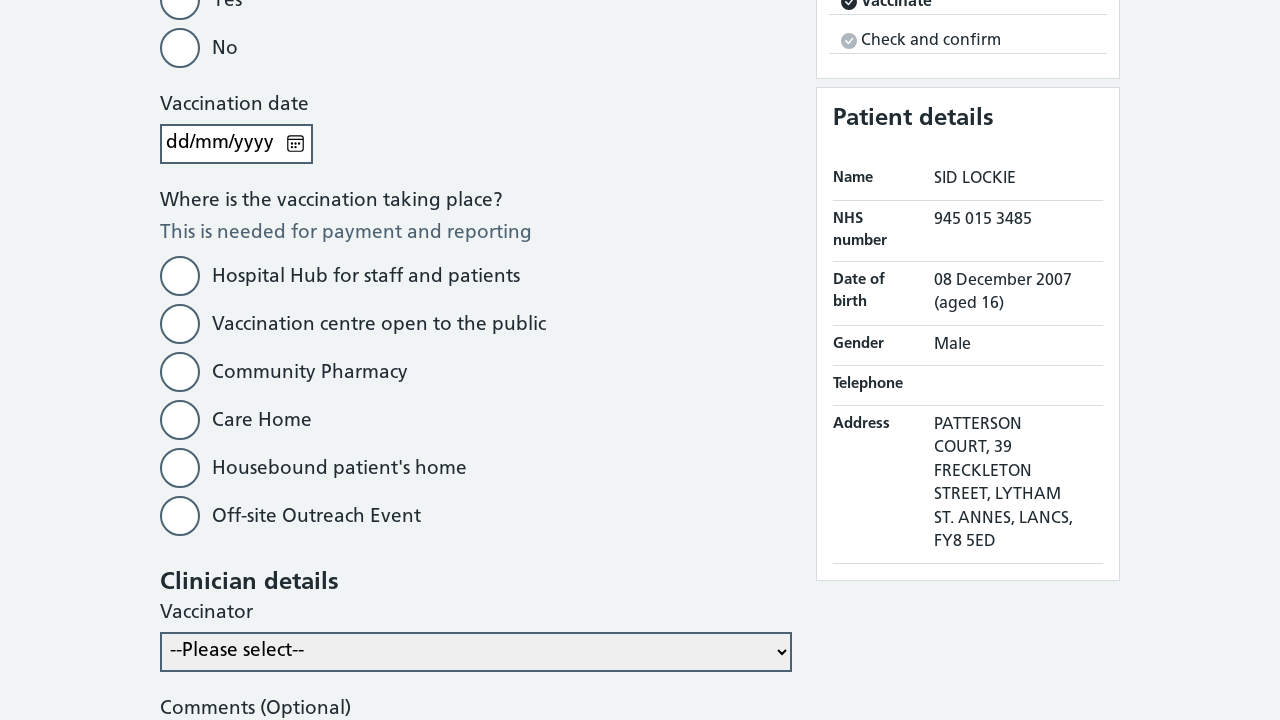 Yes
No
Vaccination date
dd/mm/yyyy
Where is the vaccination taking place?
This is needed for payment and reporting
Hospital Hub for staff and patients
Vaccination centre open to the public
Community Pharmacy
Care Home
Housebound patient's home
Off-site Outreach Event
Clinician details
Vaccinator
--Please select--
Comments (Optional)
Vaccinate
Check and confirm
Patient details
Name SID LOCKIE
NHS number 945 015 3485
Date of birth 08 December 2007 (aged 16)
Gender Male
Telephone
Address PATTERSON
COURT, 39
FRECKLETON
STREET, LYTHAM
ST. ANNES, LANCS,
FY8 5ED